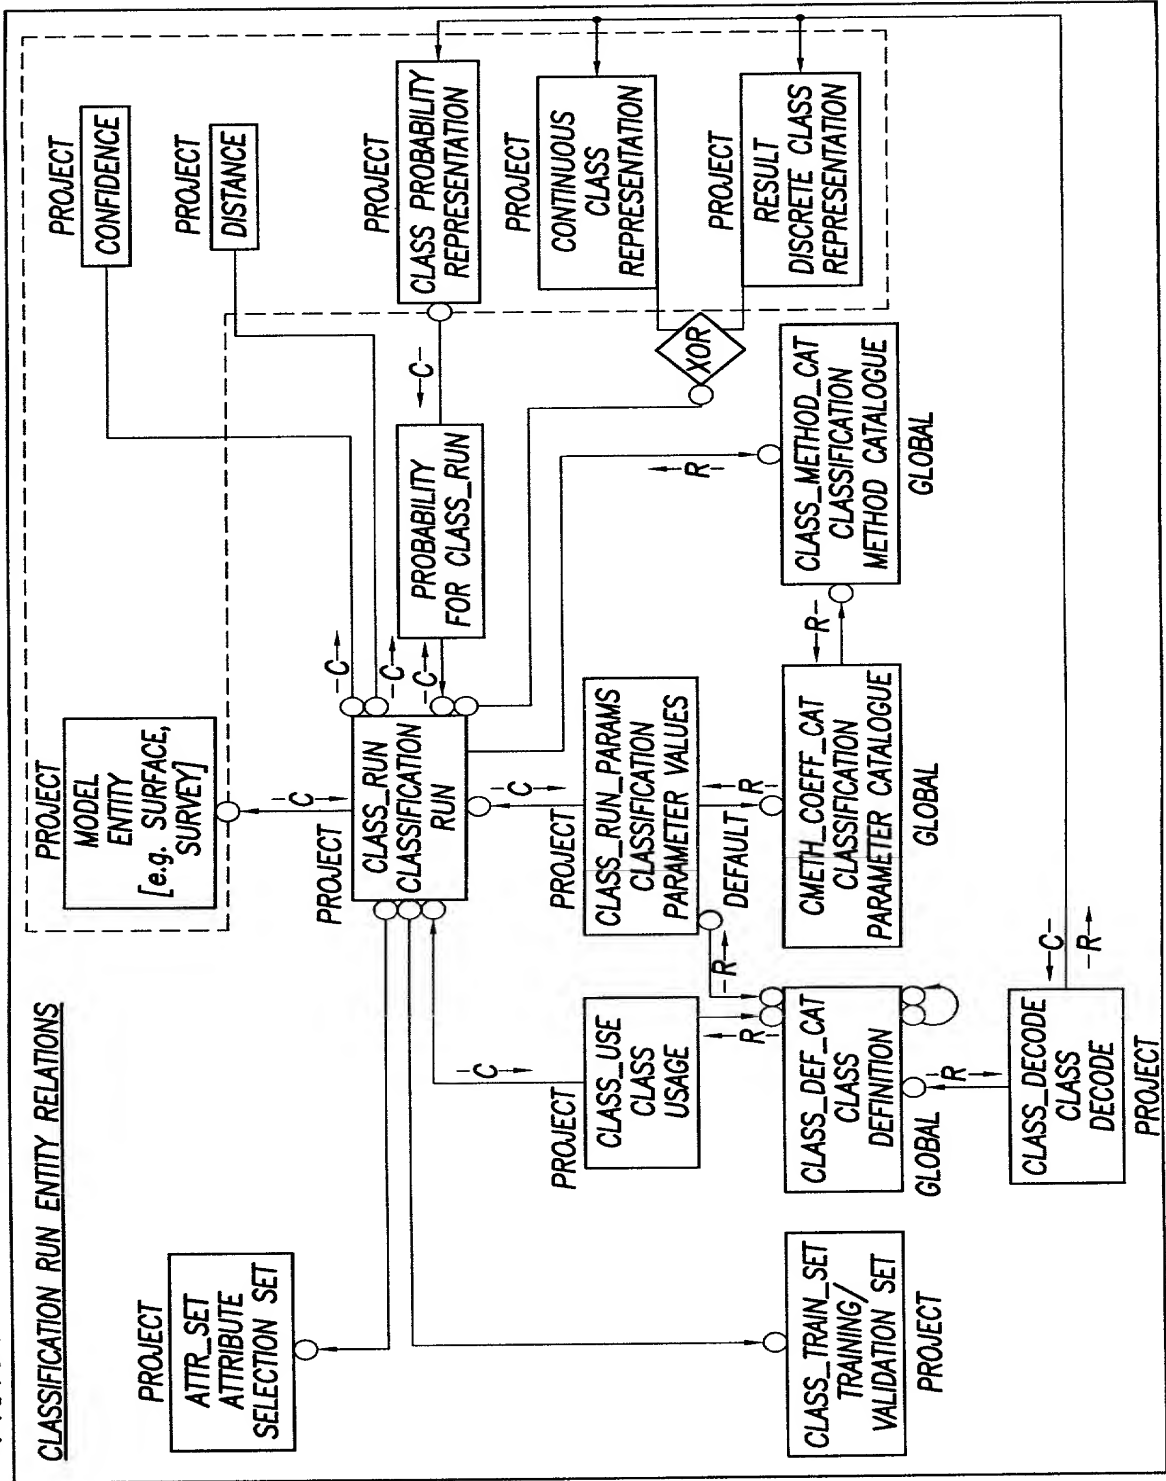 CLASSIFICATION RUN ENTITY RELATIONS
PROJECT
ATTR_SET
ATTRIBUTE
SELECTION SET
PROJECT
MODEL
ENTITY
[e.g. SURFACE,
SURVEY]
PROJECT
CONFIDENCE
PROJECT
DISTANCE
-C-
PROJECT
CLASS_RUN
CLASSIFICATION
RUN
-C-
-C-
-C-
PROBABILITY
FOR CLASS_RUN
-C-
PROJECT
CLASS PROBABILITY
REPRESENTATION
PROJECT
CONTINUOUS
CLASS
REPRESENTATION
PROJECT
RESULT
DISCRETE CLASS
REPRESENTATION
XOR
-C-
PROJECT
CLASS_USE
CLASS
USAGE
-C-
PROJECT
CLASS_RUN_PARAMS
CLASSIFICATION
PARAMETER VALUES
-R-
-R-
-R-
DEFAULT
-R-
CLASS_TRAIN_SET
TRAINING/
VALIDATION SET
PROJECT
CLASS_DEF_CAT
CLASS
DEFINITION
GLOBAL
CMETH_COEFF_CAT
CLASSIFICATION
PARAMETER CATALOGUE
GLOBAL
-R-
CLASS_METHOD_CAT
CLASSIFICATION
METHOD CATALOGUE
GLOBAL
-R-
CLASS_DECODE
CLASS
DECODE
PROJECT
-C-
-R-